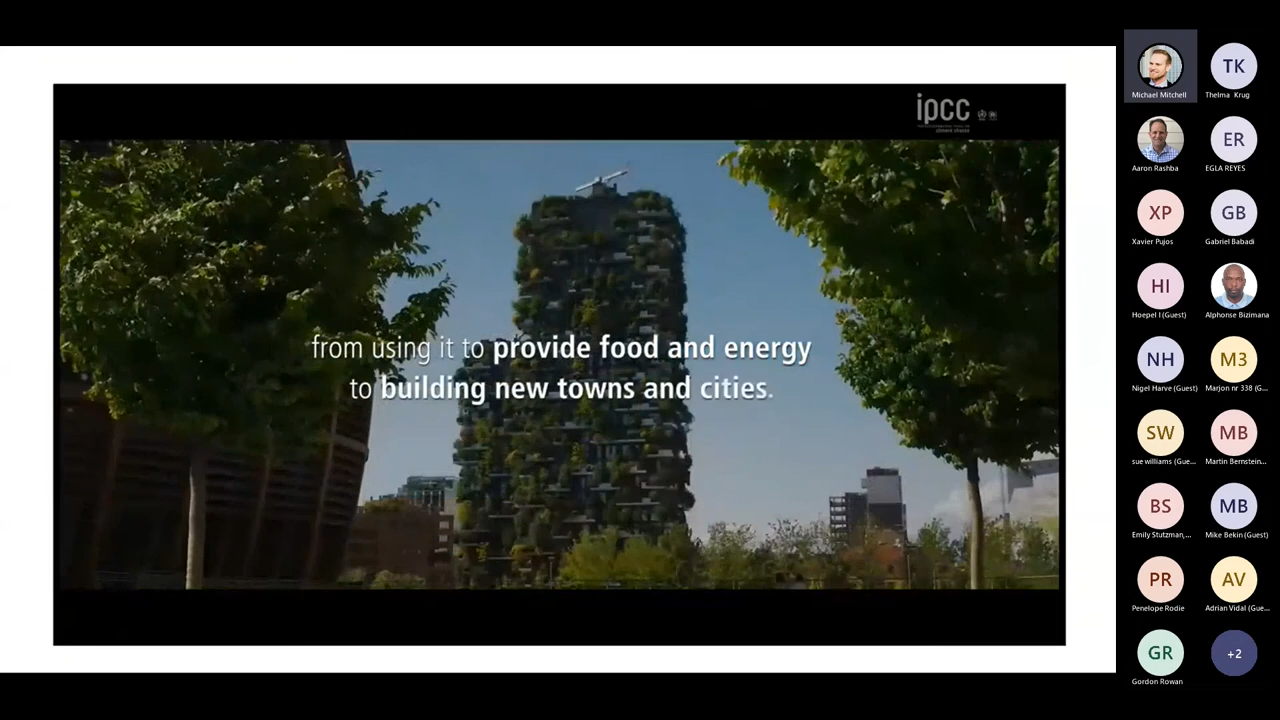 ipcc
climate change
from using it to provide food and energy
to building new towns and cities.
Michael Mitchell
TK
Thelma Krug
Aaron Rashba
ER
EGLA REYES
XP
Xavier Pujos
GB
Gabriel Babadi
HI
Hoepel I (Guest)
Alphonse Bizimana
NH
Nigel Harve (Guest)
M3
Marjon nr 338 (G...
SW
sue williams (Gue...
MB
Martin Bernstein...
BS
Emily Stutzman,...
MB
Mike Bekin (Guest)
PR
Penelope Rodie
AV
Adrian Vidal (Gue...
GR
Gordon Rowan
+2